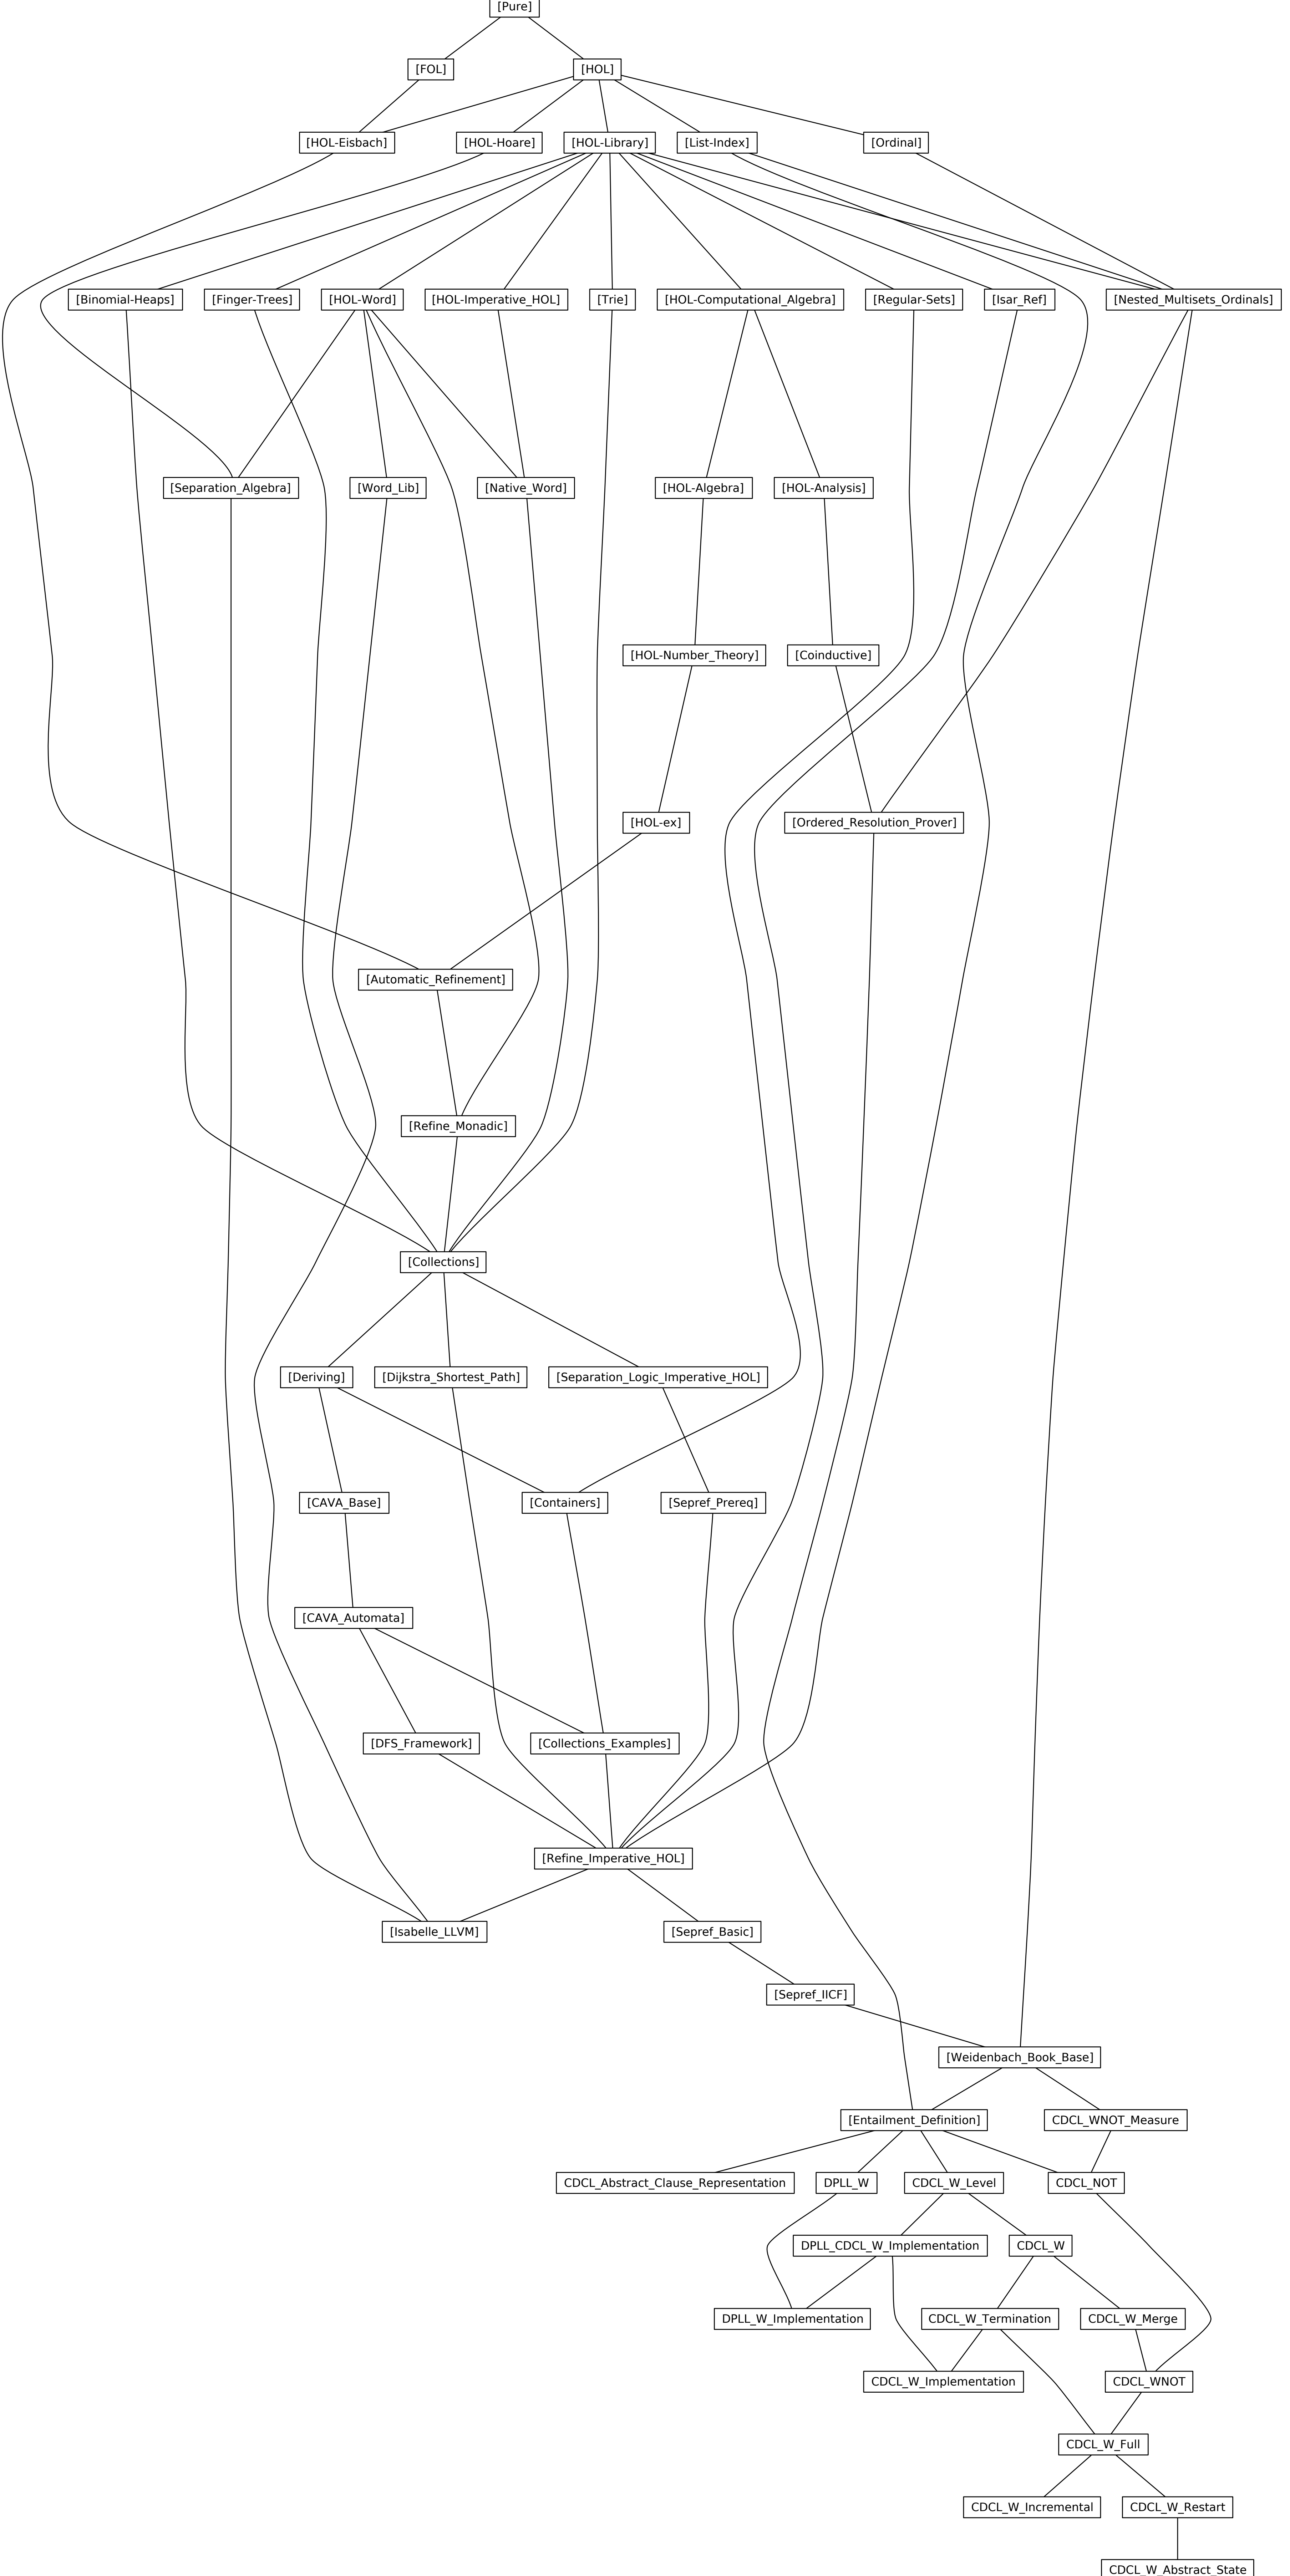 [Pure]
[FOL]
[HOL]
[HOL-Eisbach]
[HOL-Hoare]
[HOL-Library]
[List-Index]
[Ordinal]
[Binomial-Heaps]
[Finger-Trees]
[HOL-Word]
[HOL-Imperative_HOL]
[Trie]
[HOL-Computational_Algebra]
[Regular-Sets]
[Isar_Ref]
[Nested_Multisets_Ordinals]
[Separation_Algebra]
[Word_Lib]
[Native_Word]
[HOL-Algebra]
[HOL-Analysis]
[HOL-Number_Theory]
[Coinductive]
[HOL-ex]
[Ordered_Resolution_Prover]
[Automatic_Refinement]
[Refine_Monadic]
[Collections]
[Deriving]
[Dijkstra_Shortest_Path]
[Separation_Logic_Imperative_HOL]
[CAVA_Base]
[Containers]
[Sepref_Prereq]
[CAVA_Automata]
[DFS_Framework]
[Collections_Examples]
[Refine_Imperative_HOL]
[Isabelle_LLVM]
[Sepref_Basic]
[Sepref_IICF]
[Weidenbach_Book_Base]
[Entailment_Definition]
CDCL_WNOT_Measure
CDCL_Abstract_Clause_Representation
DPLL_W
CDCL_W_Level
CDCL_NOT
DPLL_CDCL_W_Implementation
CDCL_W
DPLL_W_Implementation
CDCL_W_Termination
CDCL_W_Merge
CDCL_W_Implementation
CDCL_WNOT
CDCL_W_Full
CDCL_W_Incremental
CDCL_W_Restart
CDCL_W_Abstract_State